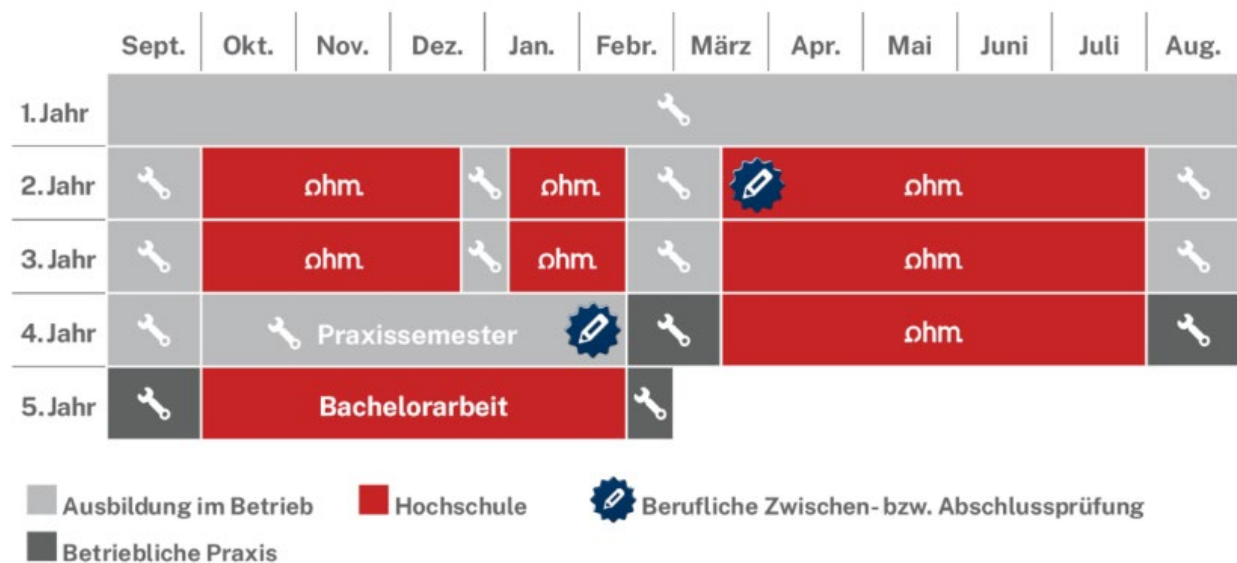 Sept. Okt. Nov. Dez. Jan. Febr. März Apr. Mai Juni Juli Aug.
1. Jahr
2. Jahr ohm ohm ohm
3. Jahr ohm ohm ohm
4. Jahr Praxissemester ohm
5. Jahr Bachelorarbeit
Ausbildung im Betrieb Hochschule Berufliche Zwischen- bzw. Abschlussprüfung
Betriebliche Praxis